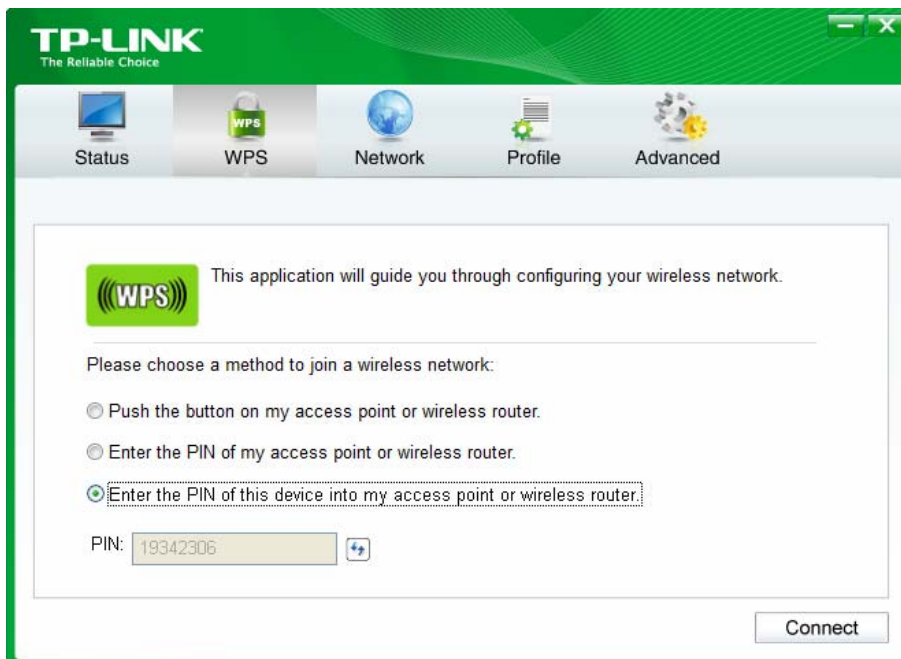 TP-LINK
The Reliable Choice
WPS
Status WPS Network Profile Advanced
WPS This application will guide you through configuring your wireless network.
Please choose a method to join a wireless network:
Push the button on my access point or wireless router.
Enter the PIN of my access point or wireless router.
Enter the PIN of this device into my access point or wireless router.
PIN: 19342306
Connect